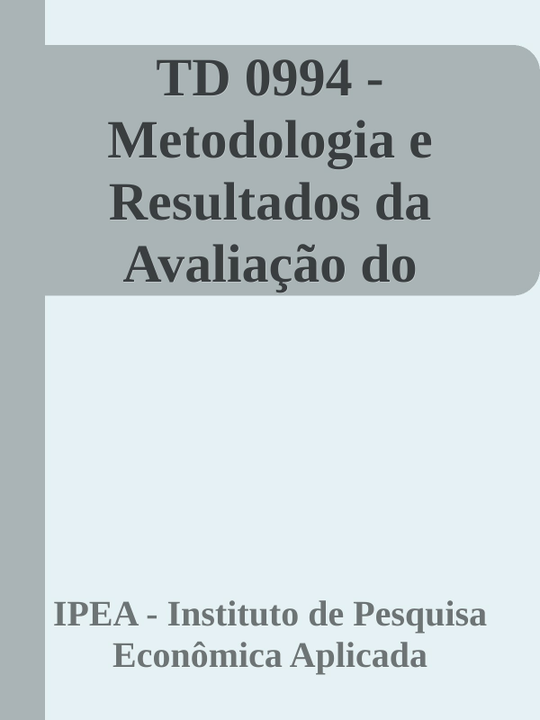 TD 0994 -
Metodologia e
Resultados da
Avaliação do
IPEA - Instituto de Pesquisa
Econômica Aplicada